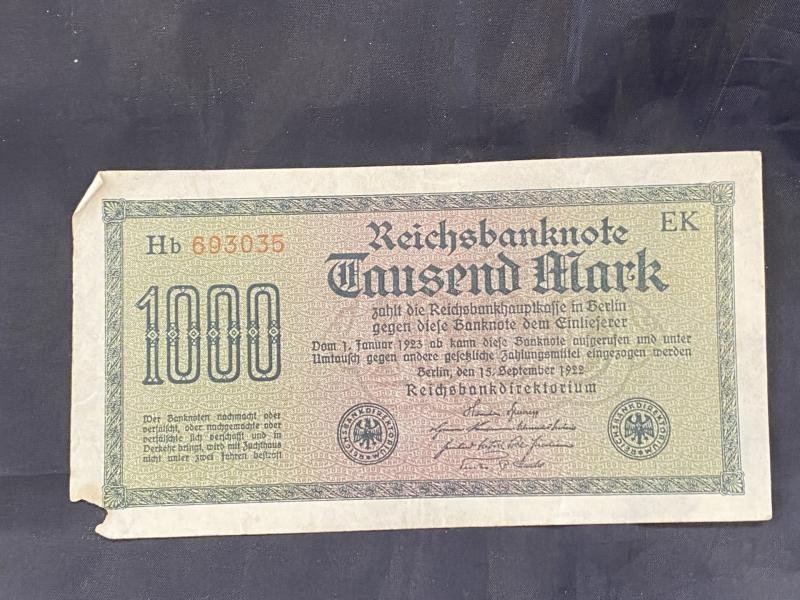 Hb 693035
EK
Reichsbanknote
Tausend Mark
1000
zahlt die Reichsbankhauptkasse in Berlin
gegen diese Banknote dem Einlieferer
Vom 1. Januar 1923 ab kann diese Banknote aufgerufen und unter
Umtausch gegen andere gesetzliche Zahlungsmittel eingezogen werden
Berlin, den 15. September 1922
Reichsbankdirektorium
Wer Banknoten nachmacht oder
verfälscht, oder nachgemachte oder
verfälschte sich verschafft und in
Verkehr bringt, wird mit Zuchthaus
nicht unter zwei Jahren bestraft
REICHSBANKDIREKTORIUM
REICHSBANKDIREKTORIUM